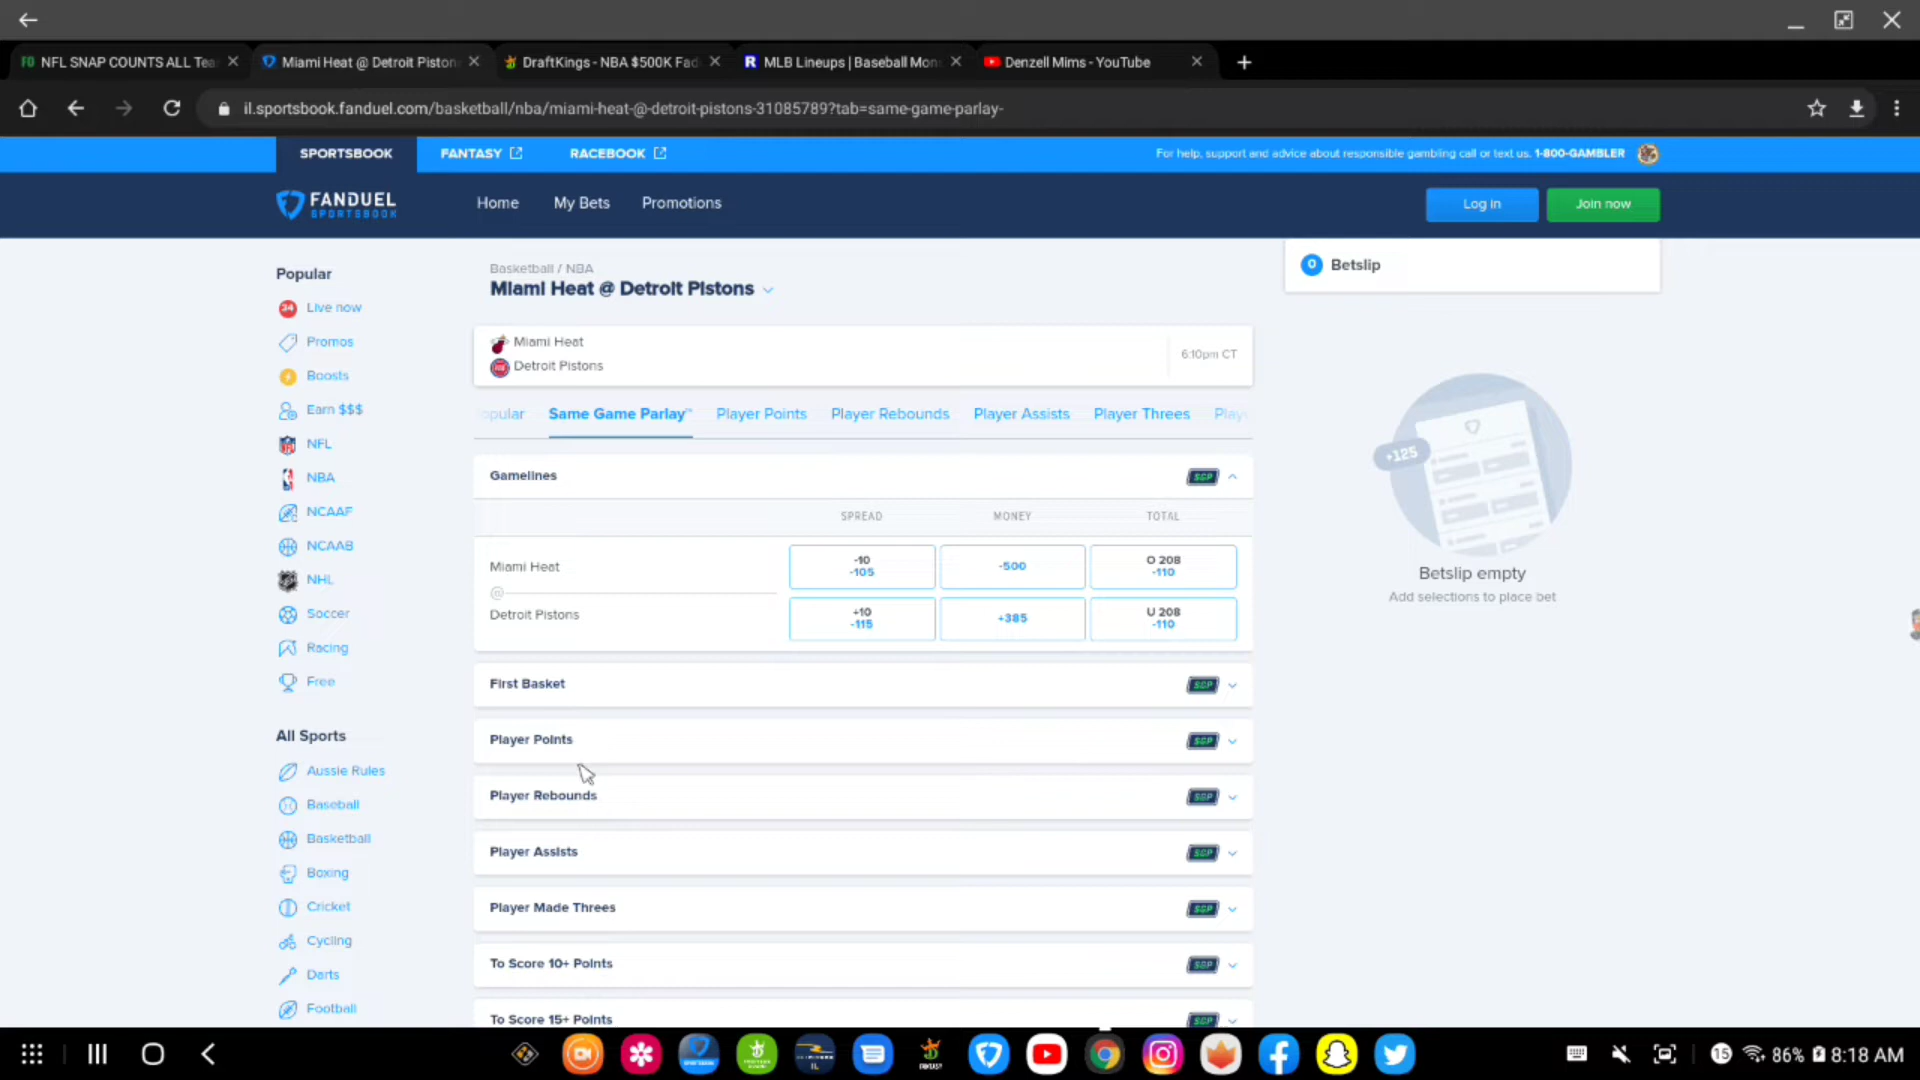 NFL SNAP COUNTS ALL Tea
Miami Heat @ Detroit Piston
DraftKings - NBA $500K Fad
MLB Lineups | Baseball Mon
Denzell Mims - YouTube
il.sportsbook.fanduel.com/basketball/nba/miami-heat-@-detroit-pistons-31085789?tab=same-game-parlay-
SPORTSBOOK
FANTASY
RACEBOOK
For help, support and advice about responsible gambling call or text us. 1-800-GAMBLER
FANDUEL
SPORTSBOOK
Home
My Bets
Promotions
Log in
Join now
Popular
34 Live now
Promos
Boosts
Earn $$$
NFL
NBA
NCAAF
NCAAB
NHL
Soccer
Racing
Free
All Sports
Aussie Rules
Baseball
Basketball
Boxing
Cricket
Cycling
Darts
Football
Basketball / NBA
Miami Heat @ Detroit Pistons
Miami Heat
Detroit Pistons
6:10pm CT
opular
Same Game Parlay™
Player Points
Player Rebounds
Player Assists
Player Threes
Play
Gamelines
SGP
SPREAD MONEY TOTAL
Miami Heat
-10
-105
-500
O 208
-110
@
Detroit Pistons
+10
-115
+385
U 208
-110
First Basket
SGP
Player Points
SGP
Player Rebounds
SGP
Player Assists
SGP
Player Made Threes
SGP
To Score 10+ Points
SGP
To Score 15+ Points
SGP
0 Betslip
+125
Betslip empty
Add selections to place bet
15
86%
8:18 AM